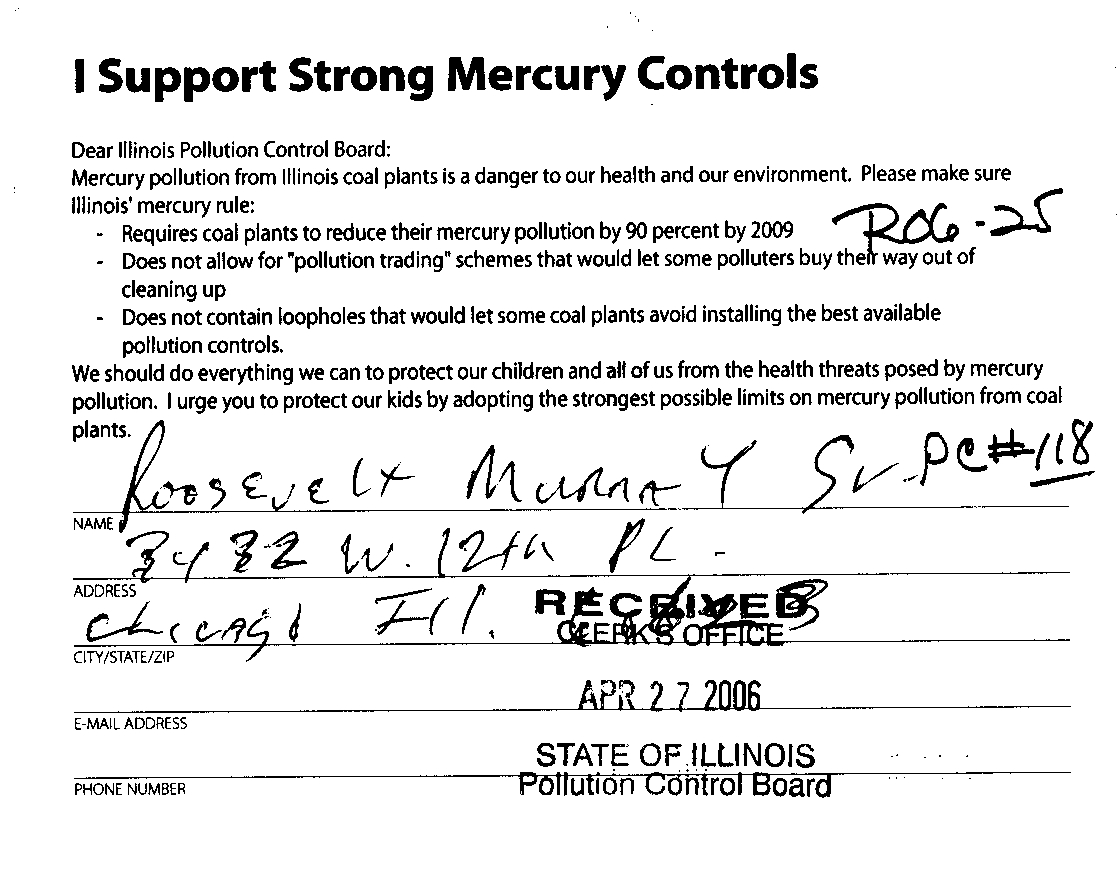 I Support Strong Mercury Controls
Dear Illinois Pollution Control Board:
Mercury pollution from Illinois coal plants is a danger to our health and our environment. Please make sure
Illinois' mercury rule:
- Requires coal plants to reduce their mercury pollution by 90 percent by 2009
R06-25
- Does not allow for "pollution trading" schemes that would let some polluters buy their way out of
cleaning up
- Does not contain loopholes that would let some coal plants avoid installing the best available
pollution controls.
We should do everything we can to protect our children and all of us from the health threats posed by mercury
pollution. I urge you to protect our kids by adopting the strongest possible limits on mercury pollution from coal
plants.
Roosevelt Murray Sr. PC#118
NAME
W. 12th PL.
ADDRESS
Chicago Ill.
RECEIVED
CLERK'S OFFICE
CITY/STATE/ZIP
APR 27 2006
E-MAIL ADDRESS
STATE OF ILLINOIS
Pollution Control Board
PHONE NUMBER